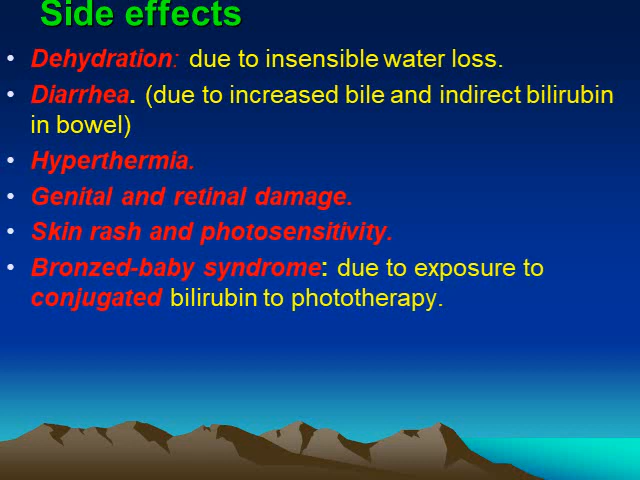 Side effects
• Dehydration: due to insensible water loss.
• Diarrhea. (due to increased bile and indirect bilirubin
in bowel)
• Hyperthermia.
• Genital and retinal damage.
• Skin rash and photosensitivity.
• Bronzed-baby syndrome: due to exposure to
conjugated bilirubin to phototherapy.